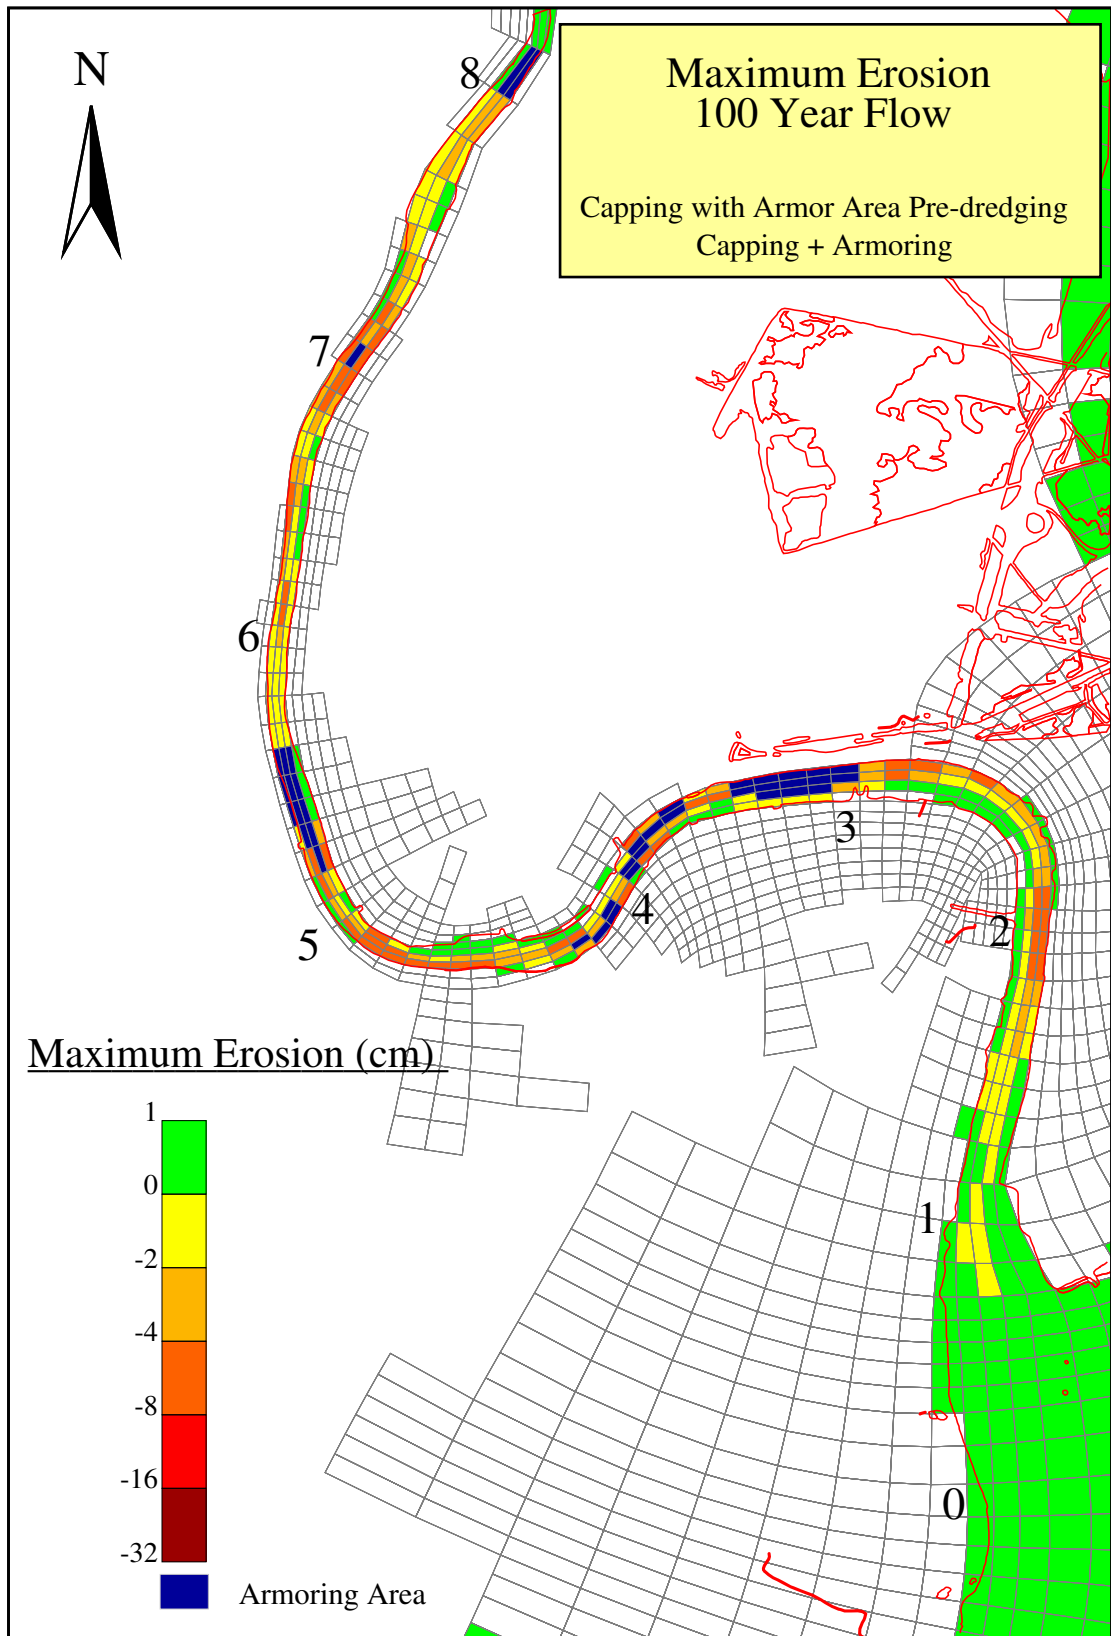 N
Maximum Erosion
100 Year Flow
Capping with Armor Area Pre-dredging
Capping + Armoring
8
7
6
5
4
3
2
1
0
Maximum Erosion (cm)
1
0
-2
-4
-8
-16
-32
Armoring Area